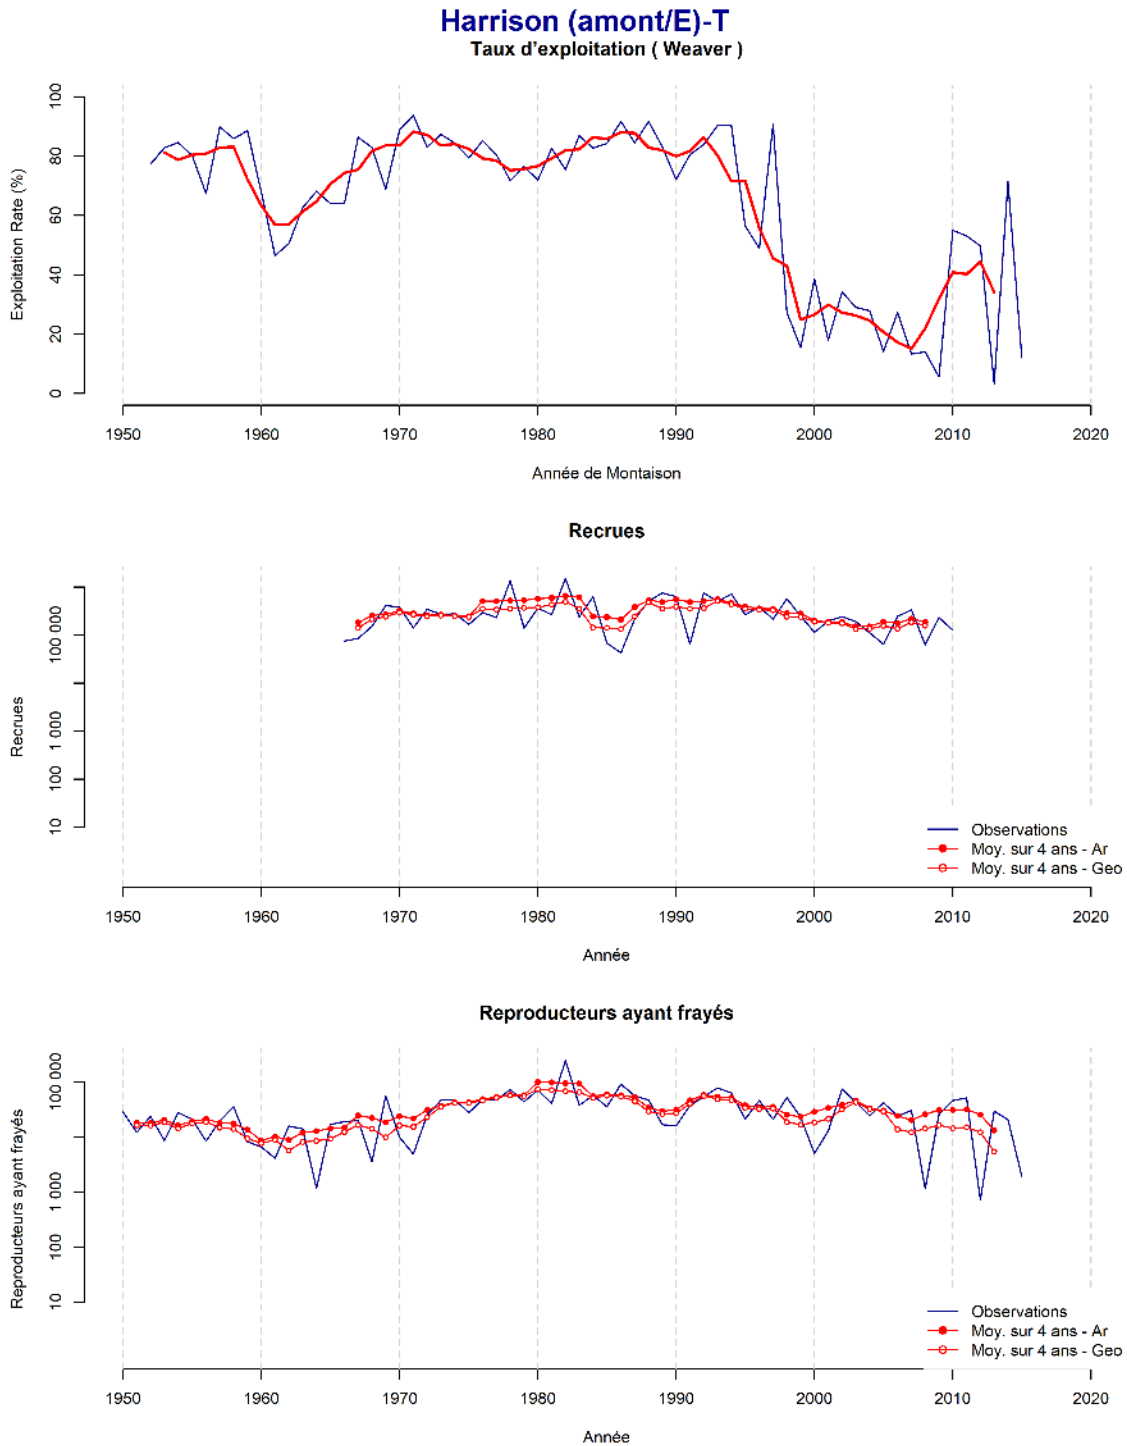 Harrison (amont/E)-T
Taux d'exploitation ( Weaver )
Exploitation Rate (%)
100
80
60
40
20
0
1950 1960 1970 1980 1990 2000 2010 2020
Année de Montaison
Recrues
Recrues
100 000
1 000
100
10
Observations
Moy. sur 4 ans - Ar
Moy. sur 4 ans - Geo
1950 1960 1970 1980 1990 2000 2010 2020
Année
Reproducteurs ayant frayés
Reproducteurs ayant frayés
100 000
1 000
100
10
Observations
Moy. sur 4 ans - Ar
Moy. sur 4 ans - Geo
1950 1960 1970 1980 1990 2000 2010 2020
Année